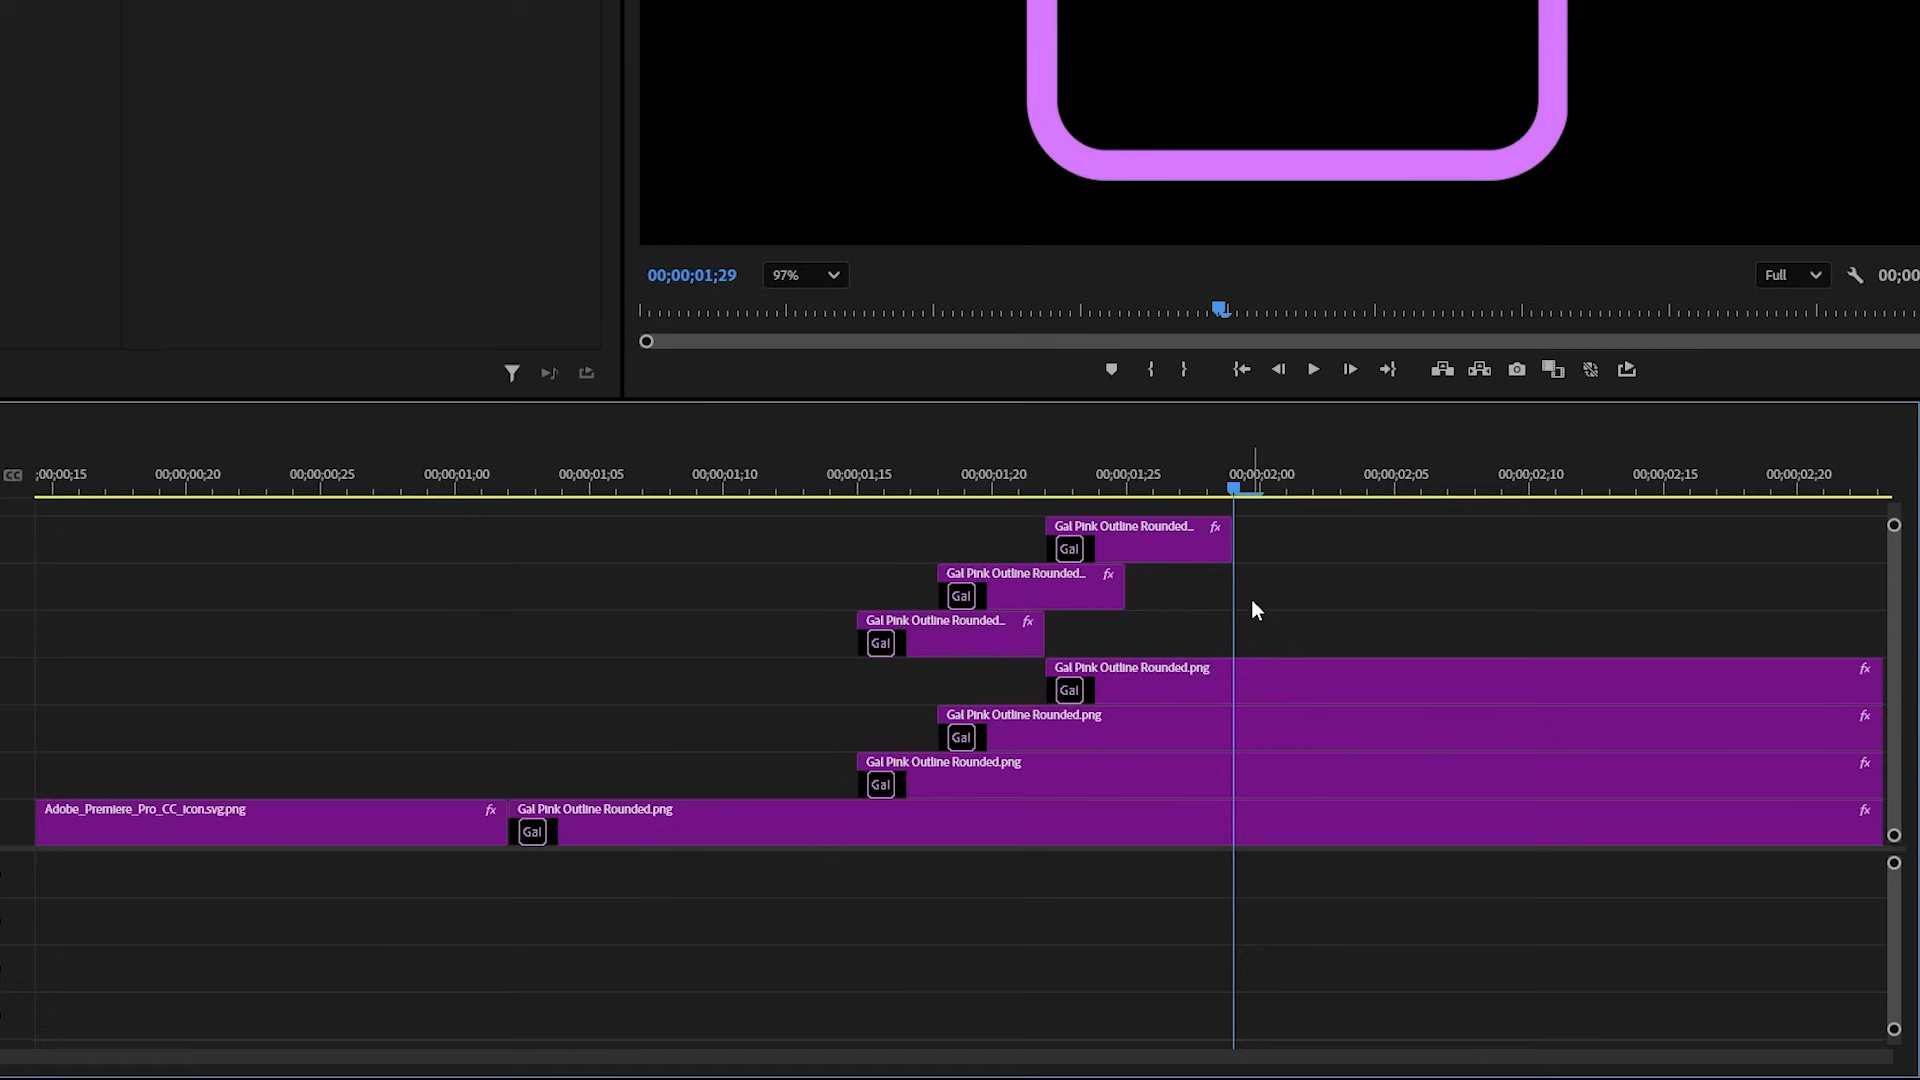 00;00;01;29 97% Full 00;00
CC ;00;00;15 00;00;00;20 00;00;00;25 00;00;01;00 00;00;01;05 00;00;01;10 00;00;01;15 00;00;01;20 00;00;01;25 00;00;02;00 00;00;02;05 00;00;02;10 00;00;02;15 00;00;02;20
Gal Pink Outline Rounded... fx
Gal
Gal Pink Outline Rounded... fx
Gal
Gal Pink Outline Rounded... fx
Gal
Gal Pink Outline Rounded.png fx
Gal
Gal Pink Outline Rounded.png fx
Gal
Gal Pink Outline Rounded.png fx
Gal
Adobe_Premiere_Pro_CC_icon.svg.png fx Gal Pink Outline Rounded.png fx
Gal